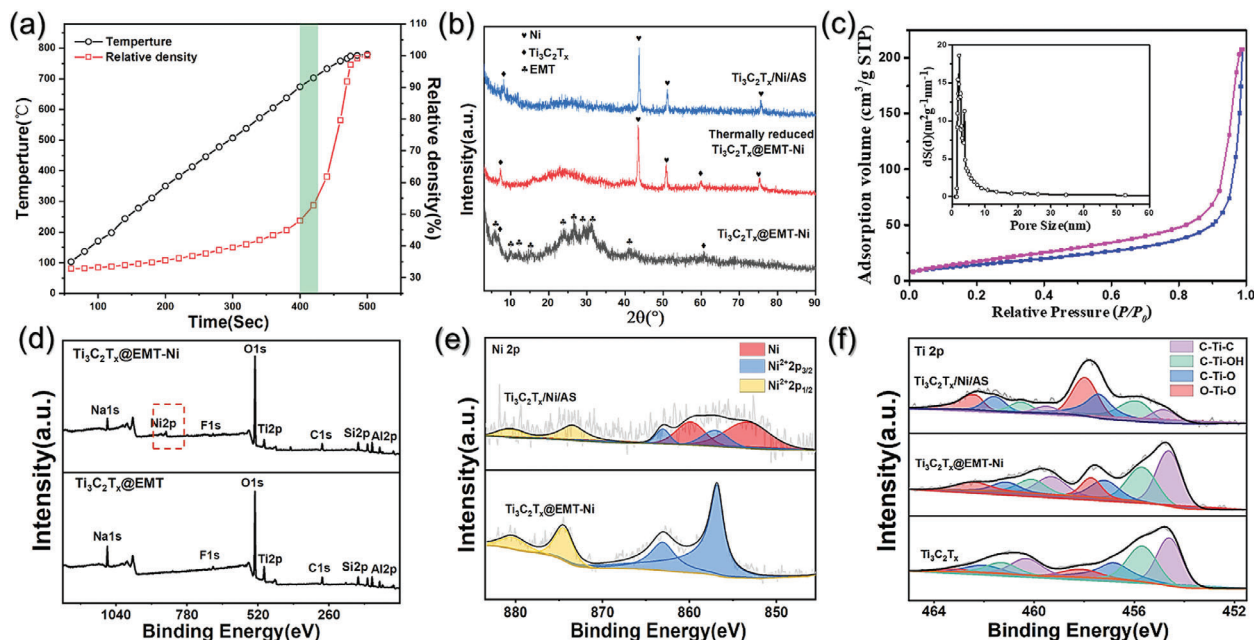 (a)
Temperture
Relative density
Temperture(℃)
800
700
600
500
400
300
200
100
0
110
100
90
80
70
60
50
40
30
Relative density(%)
100
200
300
400
500
Time(Sec)
(b)
Ni
Ti₃C₂Tₓ
EMT
Ti₃C₂Tₓ/Ni/AS
Thermally reduced
Ti₃C₂Tₓ@EMT-Ni
Ti₃C₂Tₓ@EMT-Ni
Intensity(a.u.)
10 20 30 40 50 60 70 80 90
2θ(°)
(c)
Adsorption volume (cm³/g STP)
200
150
100
50
0
0.0 0.2 0.4 0.6 0.8 1.0
Relative Pressure (P/P₀)
dS(d)(m²g⁻¹nm⁻¹)
20
15
10
5
0
0 10 20 30 40 50 60
Pore Size(nm)
(d)
Ti₃C₂Tₓ@EMT-Ni
O1s
Na1s
Ni2p
F1s
Ti2p
C1s
Si2p
Al2p
Ti₃C₂Tₓ@EMT
O1s
Na1s
F1s
Ti2p
C1s
Si2p
Al2p
Intensity(a.u.)
1040 780 520 260
Binding Energy(eV)
(e)
Ni 2p
Ni
Ni²⁺2p₃/₂
Ni²⁺2p₁/₂
Ti₃C₂Tₓ/Ni/AS
Ti₃C₂Tₓ@EMT-Ni
Intensity(a.u.)
880 870 860 850
Binding Energy(eV)
(f)
Ti 2p
C-Ti-C
C-Ti-OH
C-Ti-O
O-Ti-O
Ti₃C₂Tₓ/Ni/AS
Ti₃C₂Tₓ@EMT-Ni
Ti₃C₂Tₓ
Intensity(a.u.)
464 460 456 452
Binding Energy(eV)